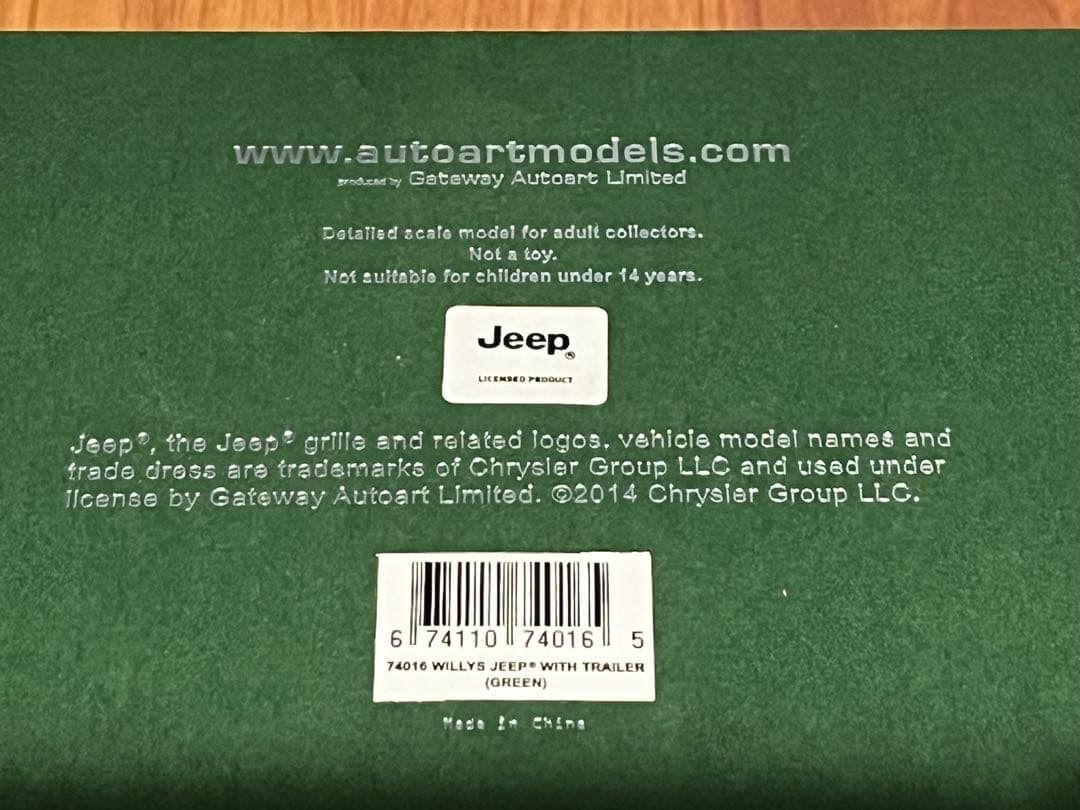 www.autoartmodels.com
produced by Gateway Autoart Limited
Detailed scale model for adult collectors.
Not a toy.
Not suitable for children under 14 years.
Jeep®
LICENSED PRODUCT
Jeep®, the Jeep® grille and related logos, vehicle model names and
trade dress are trademarks of Chrysler Group LLC and used under
license by Gateway Autoart Limited. ©2014 Chrysler Group LLC.
6 74110 74016 5
74016 WILLYS JEEP® WITH TRAILER
(GREEN)
Made in China